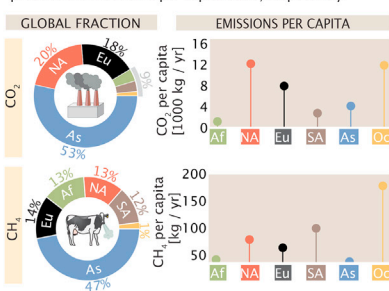 GLOBAL FRACTION
EMISSIONS PER CAPITA
CO2
20%
18%
9%
NA
Eu
As
53%
CO2 per capita
[1000 kg / yr]
16
12
8
4
0
Af
NA
Eu
SA
As
Oc
CH4
13%
13%
12%
1%
14%
Af
NA
SA
Eu
As
47%
CH4 per capita
[kg / yr]
200
150
100
50
Af
NA
Eu
SA
As
Oc